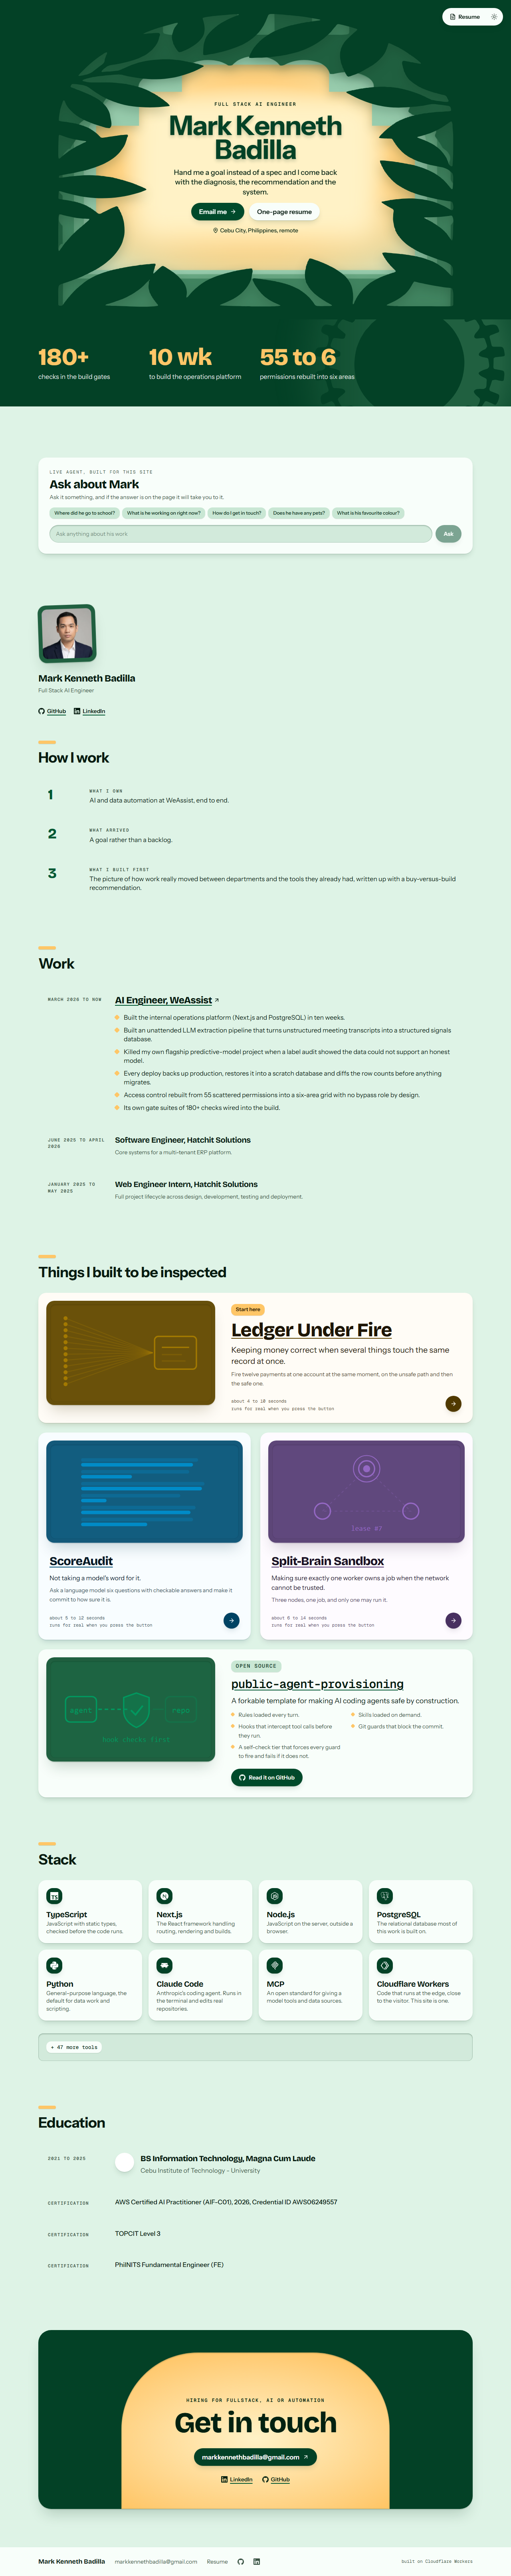 Resume
FULL STACK AI ENGINEER
Mark Kenneth
Badilla
Hand me a goal instead of a spec and I come back
with the diagnosis, the recommendation and the
system.
Email me
One-page resume
Cebu City, Philippines, remote
180+
checks in the build gates
10 wk
to build the operations platform
55 to 6
permissions rebuilt into six areas
LIVE AGENT, BUILT FOR THIS SITE
Ask about Mark
Ask it something, and if the answer is on the page it will take you to it.
Where did he go to school?
What is he working on right now?
How do I get in touch?
Does he have any pets?
What is his favourite colour?
Ask anything about his work
Ask
Mark Kenneth Badilla
Full Stack AI Engineer
GitHub
LinkedIn
How I work
1
WHAT I OWN
AI and data automation at WeAssist, end to end.
2
WHAT ARRIVED
A goal rather than a backlog.
3
WHAT I BUILT FIRST
The picture of how work really moved between departments and the tools they already had, written up with a buy-versus-build
recommendation.
Work
MARCH 2026 TO NOW
AI Engineer, WeAssist
Built the internal operations platform (Next.js and PostgreSQL) in ten weeks.
Built an unattended LLM extraction pipeline that turns unstructured meeting transcripts into a structured signals
database.
Killed my own flagship predictive-model project when a label audit showed the data could not support an honest
model.
Every deploy backs up production, restores it into a scratch database and diffs the row counts before anything
migrates.
Access control rebuilt from 55 scattered permissions into a six-area grid with no bypass role by design.
Its own gate suites of 180+ checks wired into the build.
JUNE 2025 TO APRIL
2026
Software Engineer, Hatchit Solutions
Core systems for a multi-tenant ERP platform.
JANUARY 2025 TO
MAY 2025
Web Engineer Intern, Hatchit Solutions
Full project lifecycle across design, development, testing and deployment.
Things I built to be inspected
Start here
Ledger Under Fire
Keeping money correct when several things touch the same
record at once.
Fire twelve payments at one account at the same moment, on the unsafe path and then
the safe one.
about 4 to 10 seconds
runs for real when you press the button
ScoreAudit
Not taking a model's word for it.
Ask a language model six questions with checkable answers and make it
commit to how sure it is.
about 5 to 12 seconds
runs for real when you press the button
lease #7
Split-Brain Sandbox
Making sure exactly one worker owns a job when the network
cannot be trusted.
Three nodes, one job, and only one may run it.
about 6 to 14 seconds
runs for real when you press the button
agent
repo
hook checks first
OPEN SOURCE
public-agent-provisioning
A forkable template for making AI coding agents safe by construction.
Rules loaded every turn.
Skills loaded on demand.
Hooks that intercept tool calls before
they run.
Git guards that block the commit.
A self-check tier that forces every guard
to fire and fails if it does not.
Read it on GitHub
Stack
TypeScript
JavaScript with static types,
checked before the code runs.
Next.js
The React framework handling
routing, rendering and builds.
Node.js
JavaScript on the server, outside a
browser.
PostgreSQL
The relational database most of
this work is built on.
Python
General-purpose language, the
default for data work and
scripting.
Claude Code
Anthropic's coding agent. Runs in
the terminal and edits real
repositories.
MCP
An open standard for giving a
model tools and data sources.
Cloudflare Workers
Code that runs at the edge, close
to the visitor. This site is one.
+ 47 more tools
Education
2021 TO 2025
BS Information Technology, Magna Cum Laude
Cebu Institute of Technology - University
CERTIFICATION
AWS Certified AI Practitioner (AIF-C01), 2026, Credential ID AWS06249557
CERTIFICATION
TOPCIT Level 3
CERTIFICATION
PhilNITS Fundamental Engineer (FE)
HIRING FOR FULLSTACK, AI OR AUTOMATION
Get in touch
markkennethbadilla@gmail.com
LinkedIn
GitHub
Mark Kenneth Badilla
markkennethbadilla@gmail.com
Resume
built on Cloudflare Workers